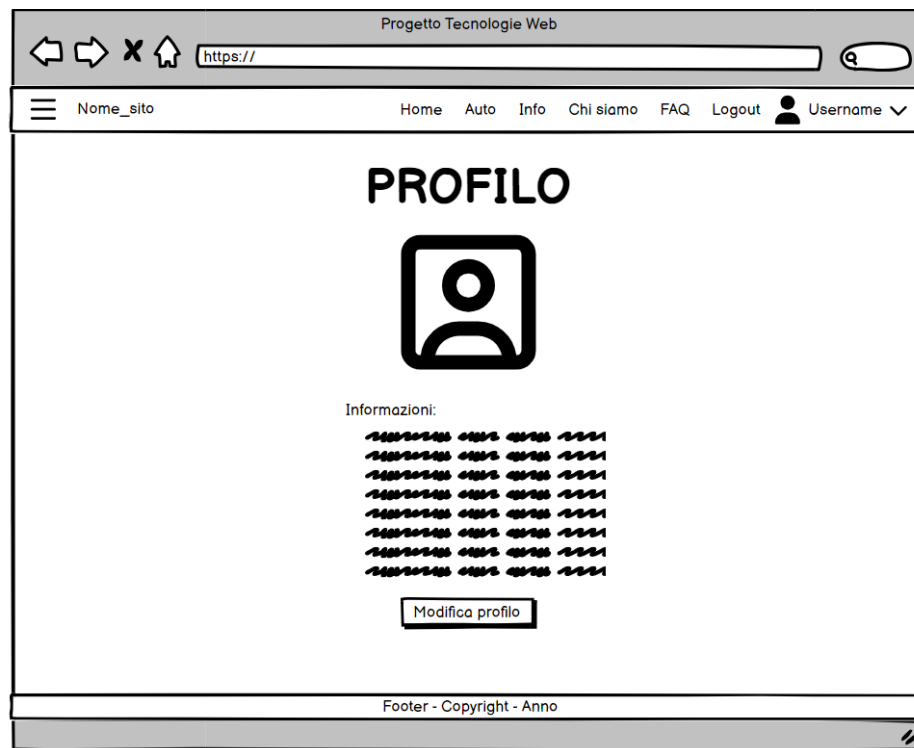 Progetto Tecnologie Web
https://
Nome_sito Home Auto Info Chi siamo FAQ Logout Username
PROFILO
Informazioni:
Modifica profilo
Footer - Copyright - Anno